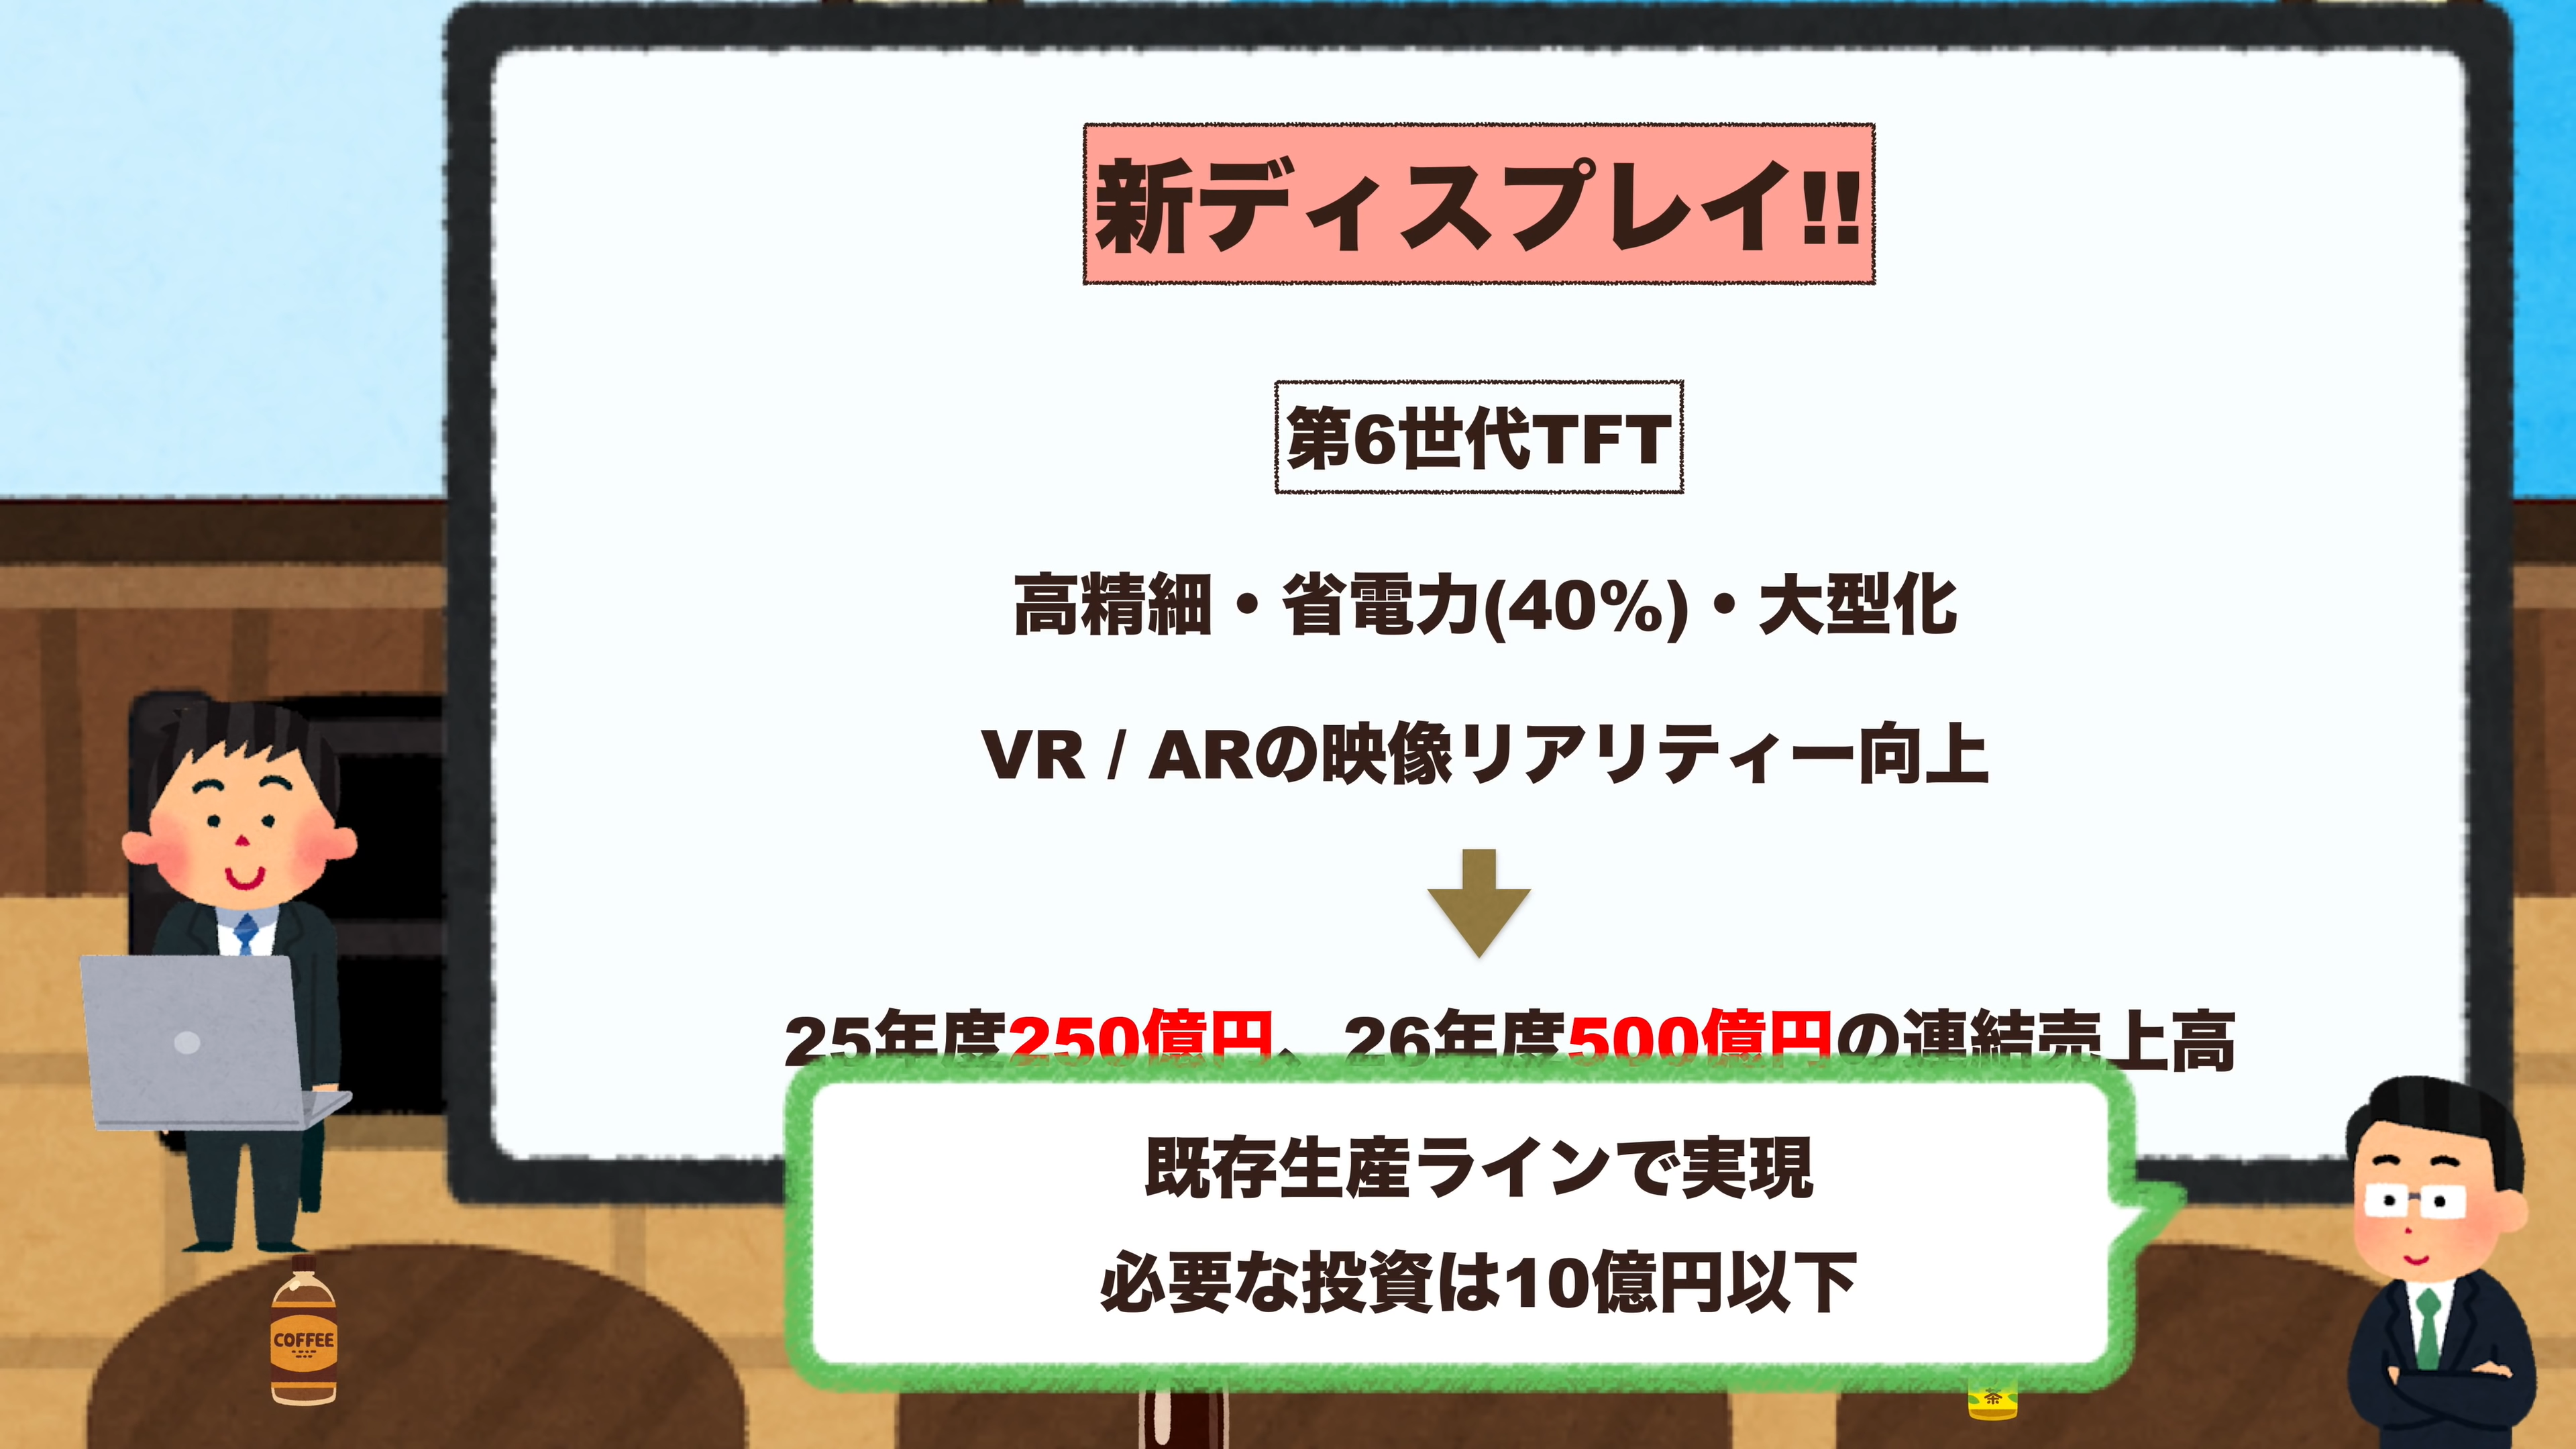 新ディスプレイ!!
第6世代TFT
高精細・省電力(40%)・大型化
VR / ARの映像リアリティー向上
25年度250億円、26年度500億円の連結売上高
既存生産ラインで実現
必要な投資は10億円以下
COFFEE
茶